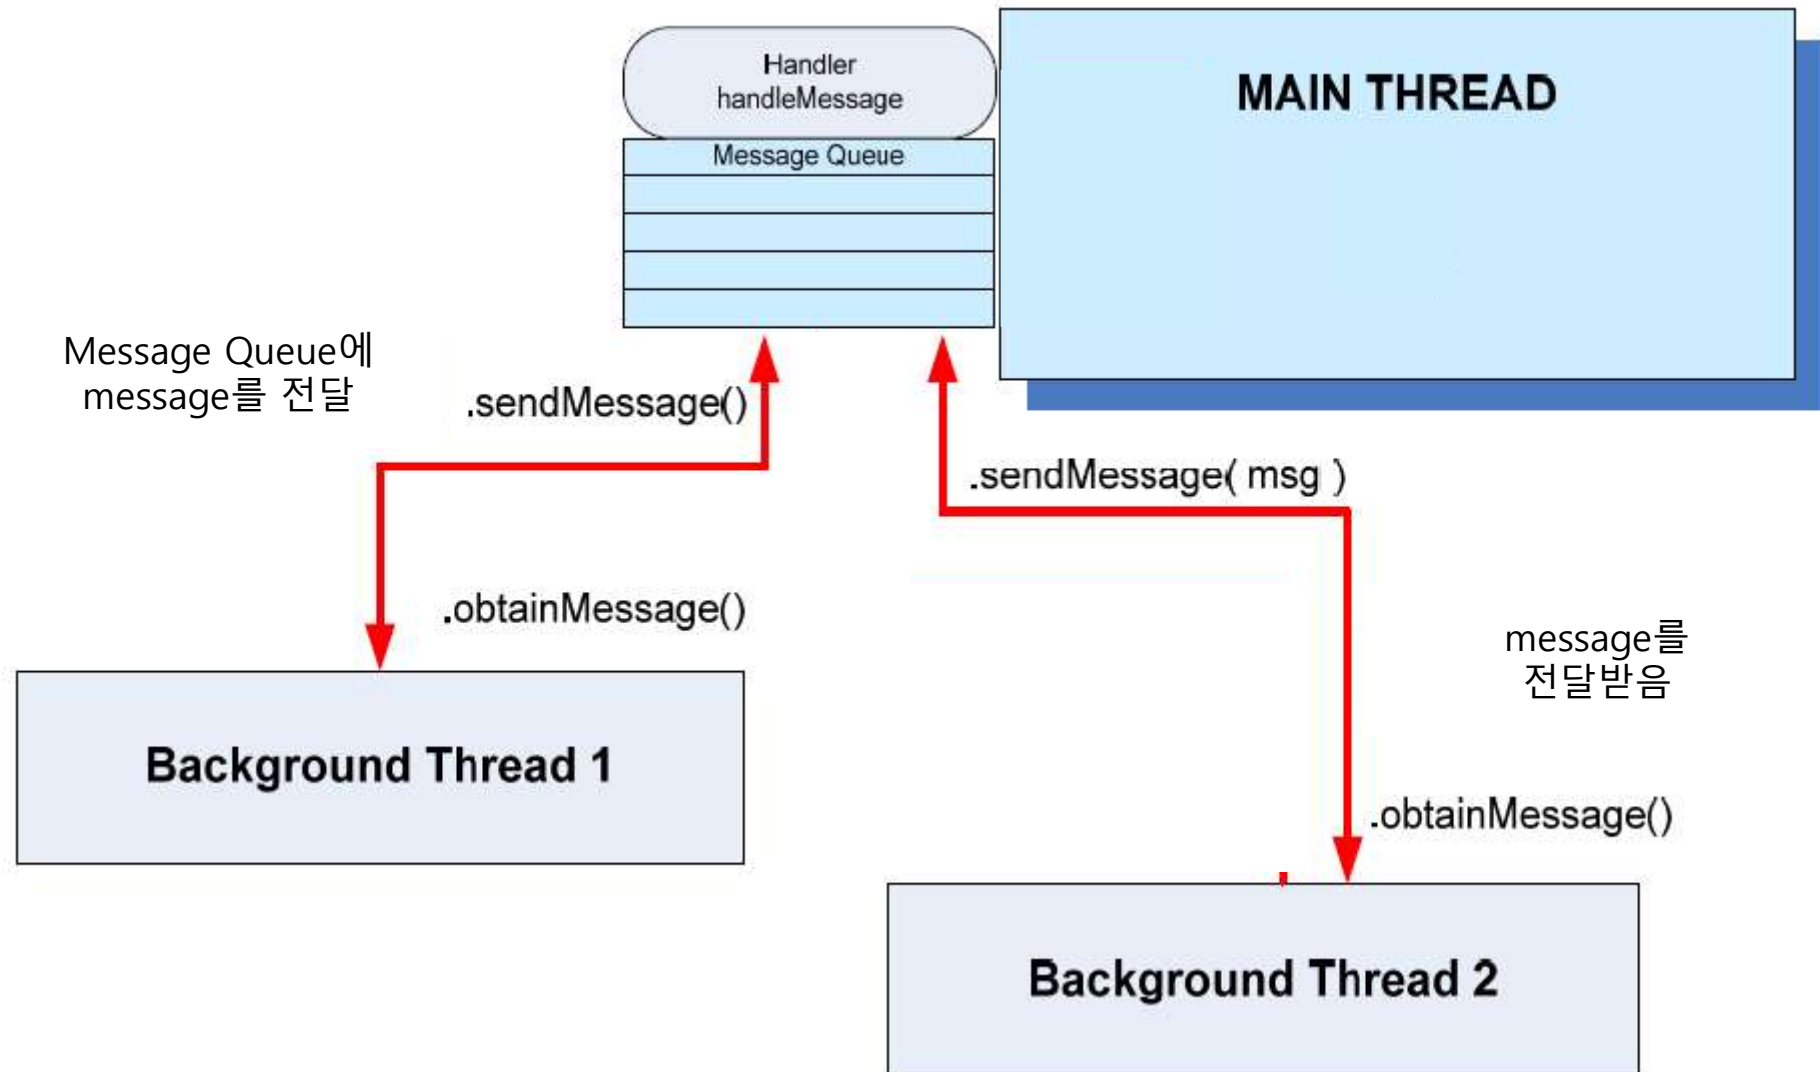 Handler
handleMessage
MAIN THREAD
Message Queue
Message Queue에
message를 전달
.sendMessage()
.sendMessage( msg )
.obtainMessage()
message를
전달받음
Background Thread 1
.obtainMessage()
Background Thread 2